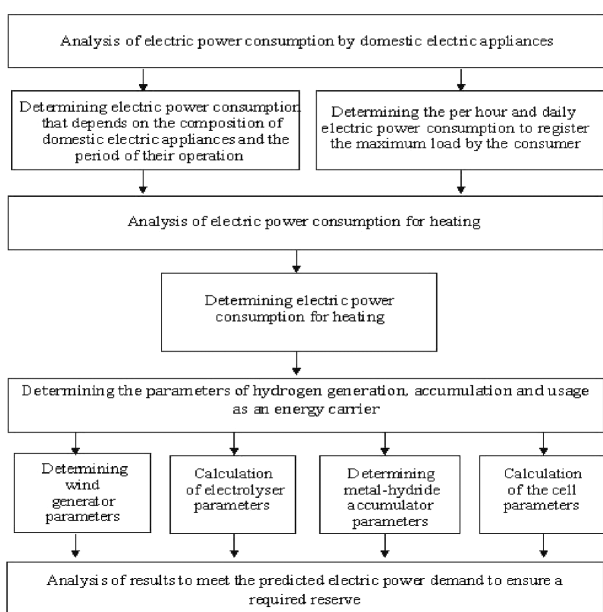 Analysis of electric power consumption by domestic electric appliances
Determining electric power consumption
that depends on the composition of
domestic electric appliances and the
period of their operation
Determining the per hour and daily
electric power consumption to register
the maximum load by the consumer
Analysis of electric power consumption for heating
Determining electric power
consumption for heating
Determining the parameters of hydrogen generation, accumulation and usage
as an energy carrier
Determining
wind
generator
parameters
Calculation
of electrolyser
parameters
Determining
metal-hydride
accumulator
parameters
Calculation
of the cell
parameters
Analysis of results to meet the predicted electric power demand to ensure a
required reserve